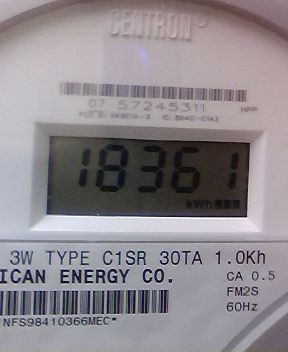 CENTRON
07 57245311 HPP
18361
kWh
3W TYPE C1SR 30TA 1.0Kh
ICAN ENERGY CO. CA 0.5
FM2S
60Hz
NFS98410366MEC*